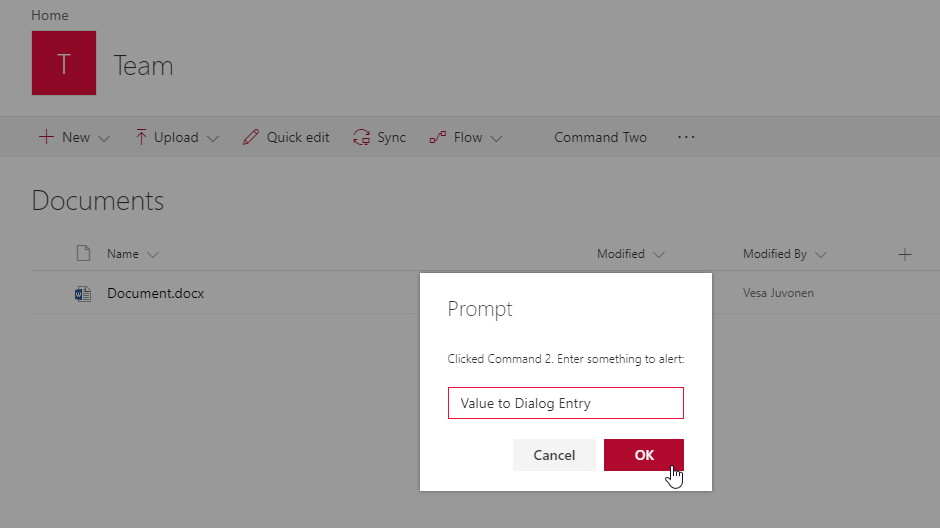 Home
T
Team
New Upload Quick edit Sync Flow Command Two ···
Documents
Name Modified Modified By
Document.docx Vesa Juvonen
Prompt
Clicked Command 2. Enter something to alert:
Value to Dialog Entry
Cancel OK